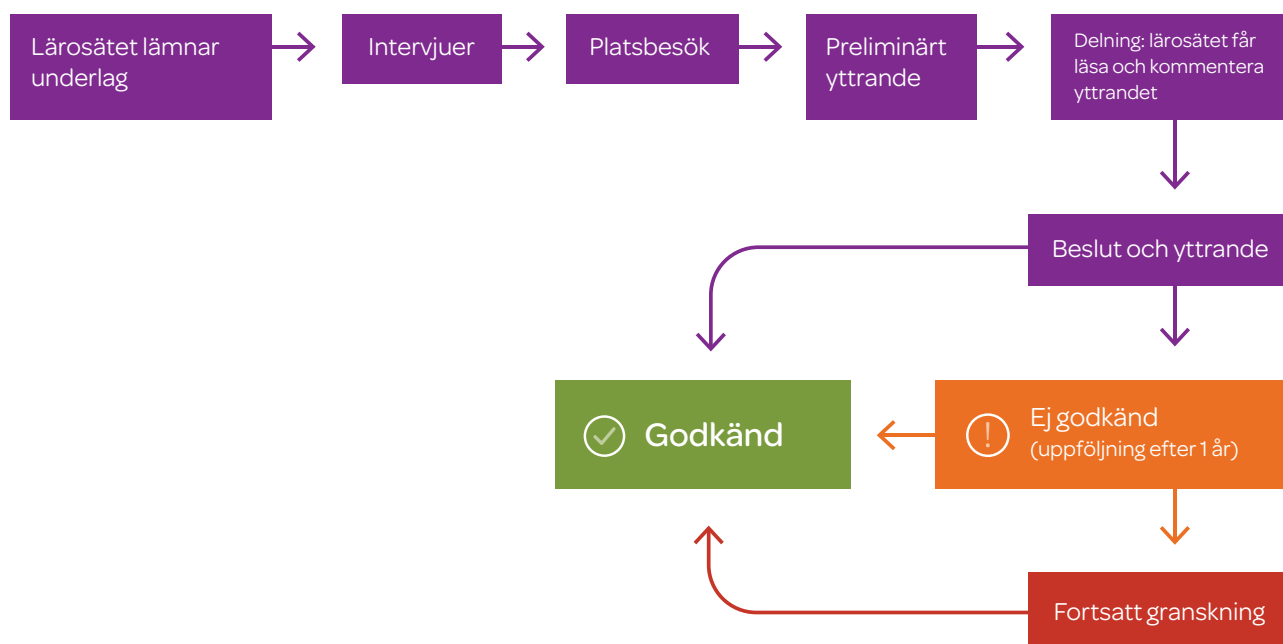 Lärosätet lämnar
underlag
Intervjuer
Platsbesök
Preliminärt
yttrande
Delning: lärosätet får
läsa och kommentera
yttrandet
Beslut och yttrande
Godkänd
Ej godkänd
(uppföljning efter 1 år)
Fortsatt granskning